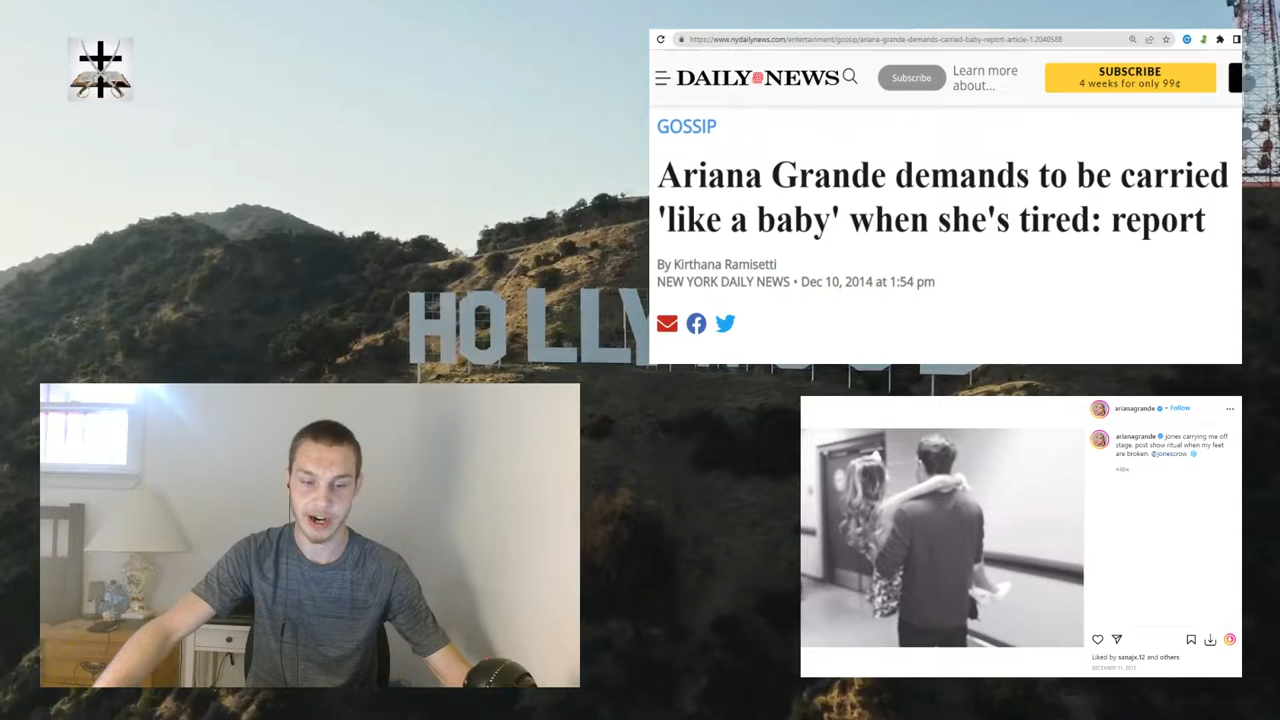 https://www.nydailynews.com/entertainment/gossip/ariana-grande-demands-carried-baby-report-article-1.2040588
DAILY NEWS
Subscribe
Learn more
about...
SUBSCRIBE
4 weeks for only 99¢
GOSSIP
Ariana Grande demands to be carried
'like a baby' when she's tired: report
By Kirthana Ramisetti
NEW YORK DAILY NEWS • Dec 10, 2014 at 1:54 pm
HOLLY
arianagrande • Follow
arianagrande jones carrying me off
stage. post show ritual when my feet
are broken. @jonescrow
Liked by sanajx.12 and others
DECEMBER 11, 2013